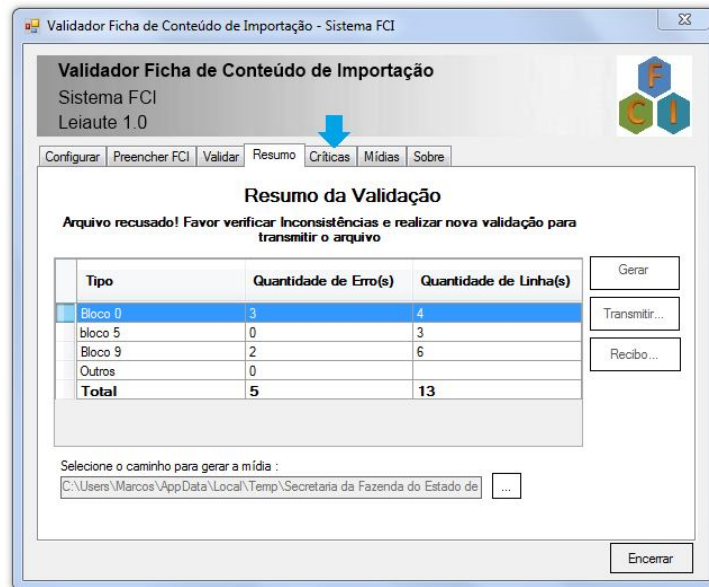 Validador Ficha de Conteúdo de Importação - Sistema FCI
Validador Ficha de Conteúdo de Importação
Sistema FCI
Leiaute 1.0
F
C I
Configurar Preencher FCI Validar Resumo Críticas Mídias Sobre
Resumo da Validação
Arquivo recusado! Favor verificar Inconsistências e realizar nova validação para
transmitir o arquivo
Tipo Quantidade de Erro(s) Quantidade de Linha(s)
Bloco 0 3 4
bloco 5 0 3
Bloco 9 2 6
Outros 0
Total 5 13
Gerar
Transmitir...
Recibo...
Selecione o caminho para gerar a mídia :
C:\Users\Marcos\AppData\Local\Temp\Secretaria da Fazenda do Estado de
...
Encerrar